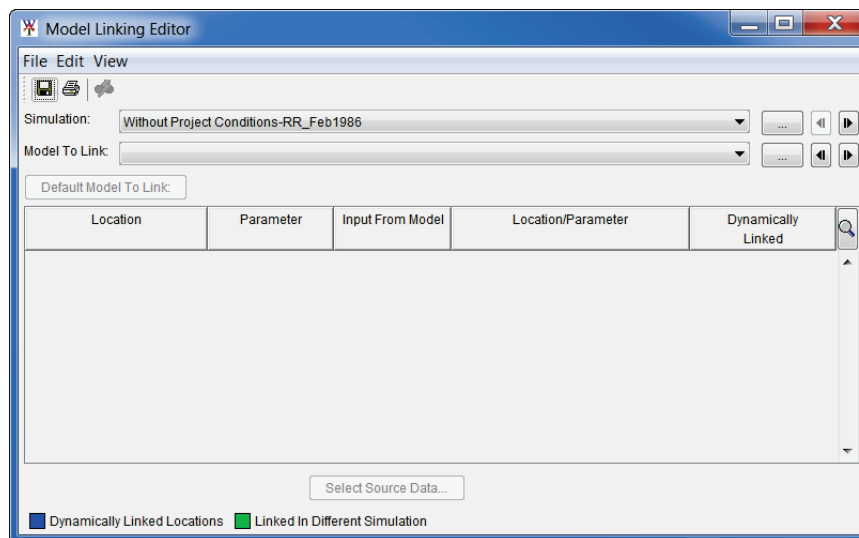 Model Linking Editor
File Edit View
Simulation: Without Project Conditions-RR_Feb1986 ...
Model To Link: ...
Default Model To Link:
Location Parameter Input From Model Location/Parameter Dynamically
Linked
Select Source Data...
Dynamically Linked Locations Linked In Different Simulation